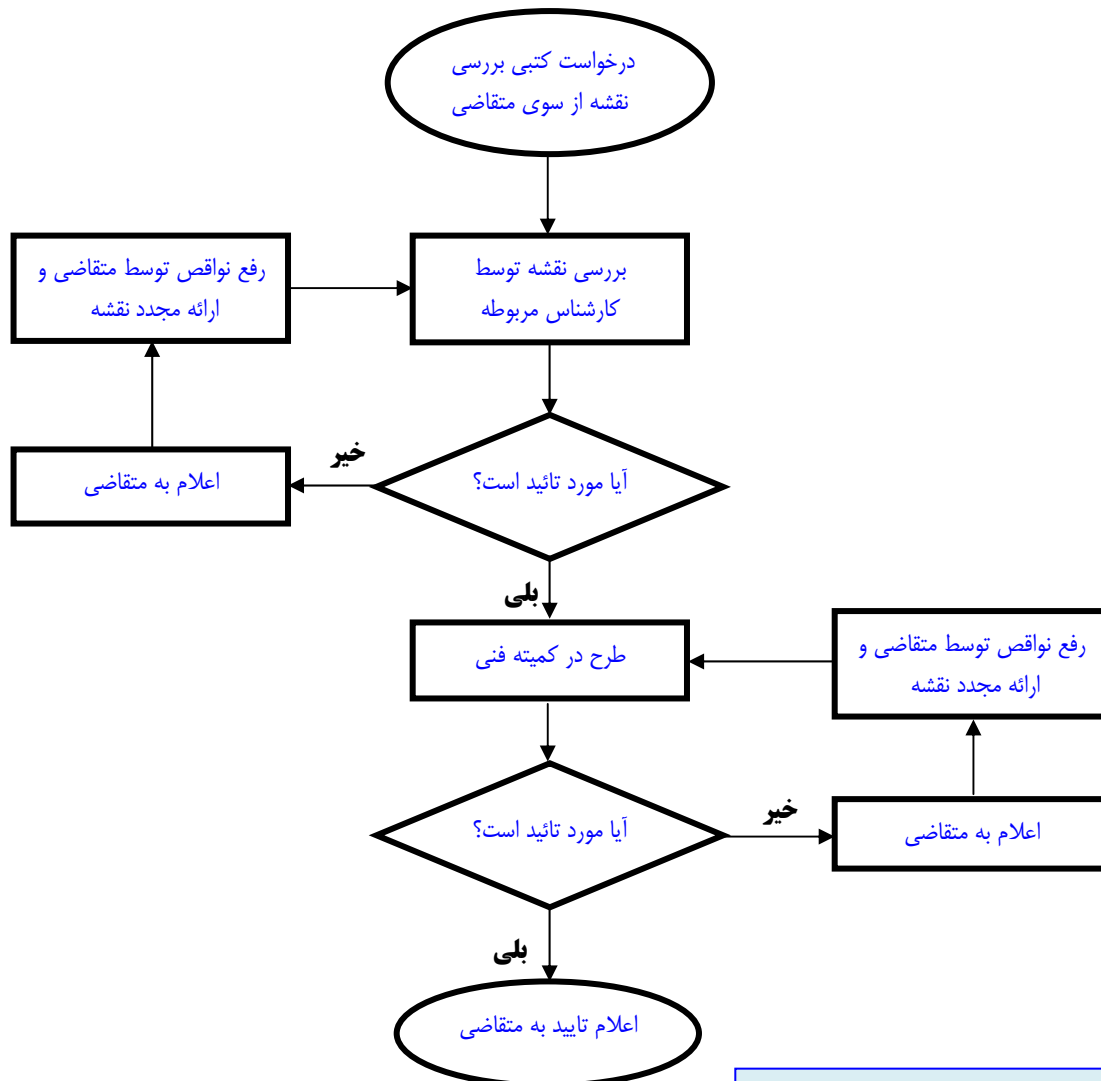 درخواست کتبی بررسی
نقشه از سوی متقاضی
بررسی نقشه توسط
کارشناس مربوطه
رفع نواقص توسط متقاضی و
ارائه مجدد نقشه
آیا مورد تائید است؟
خیر
اعلام به متقاضی
بلی
طرح در کمیته فنی
رفع نواقص توسط متقاضی و
ارائه مجدد نقشه
آیا مورد تائید است؟
خیر
اعلام به متقاضی
بلی
اعلام تایید به متقاضی